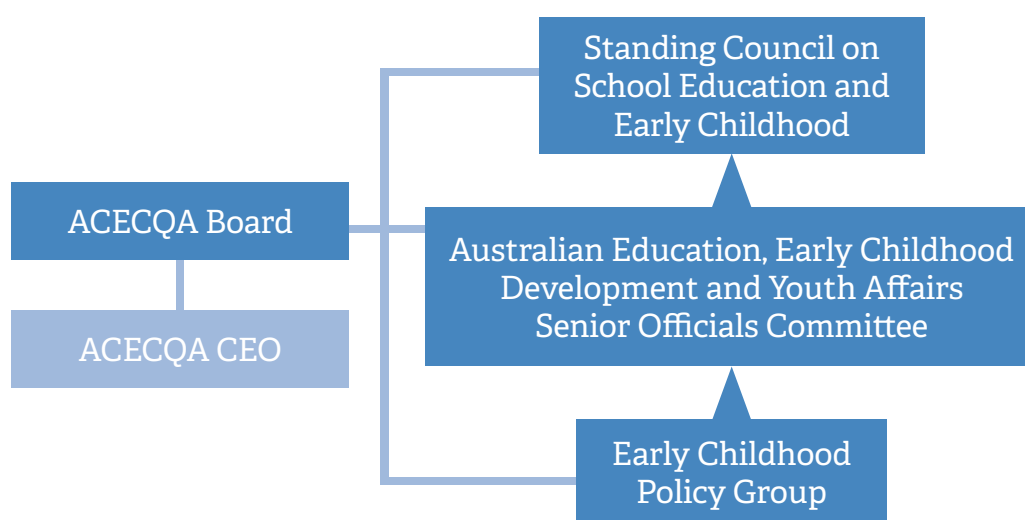 Standing Council on
School Education and
Early Childhood
ACECQA Board
Australian Education, Early Childhood
Development and Youth Affairs
Senior Officials Committee
ACECQA CEO
Early Childhood
Policy Group